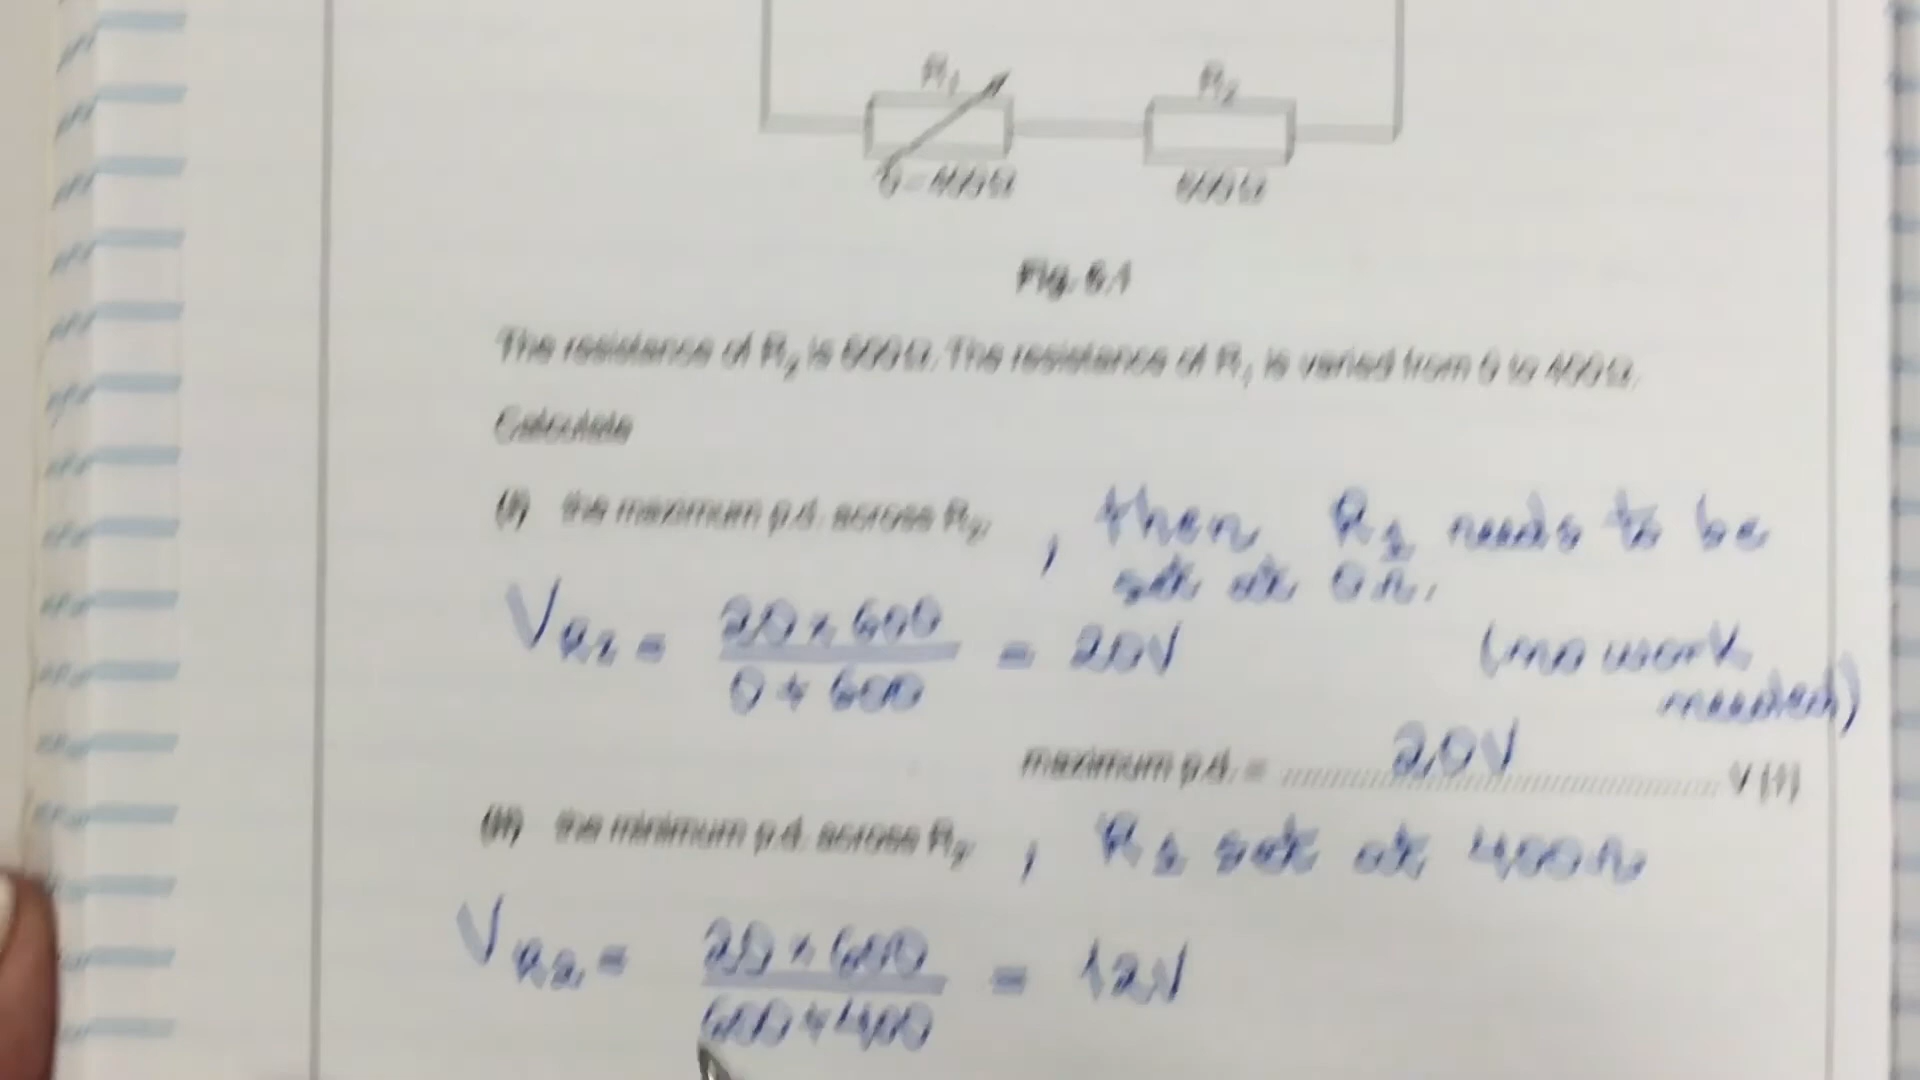 R₁
R₂
0–400Ω
600Ω
Fig. 6.1
The resistance of R₂ is 600Ω. The resistance of R₁ is varied from 0 to 400Ω.
Calculate
(i) the maximum p.d. across R₂, then R₁ needs to be
set at 0Ω.
V R₂ = 20 × 600 / 0 + 600 = 20V
(no work
needed)
maximum p.d. = 20V V [1]
(ii) the minimum p.d. across R₂, R₁ set at 400Ω
V R₂ = 20 × 600 / 600 + 400 = 12V